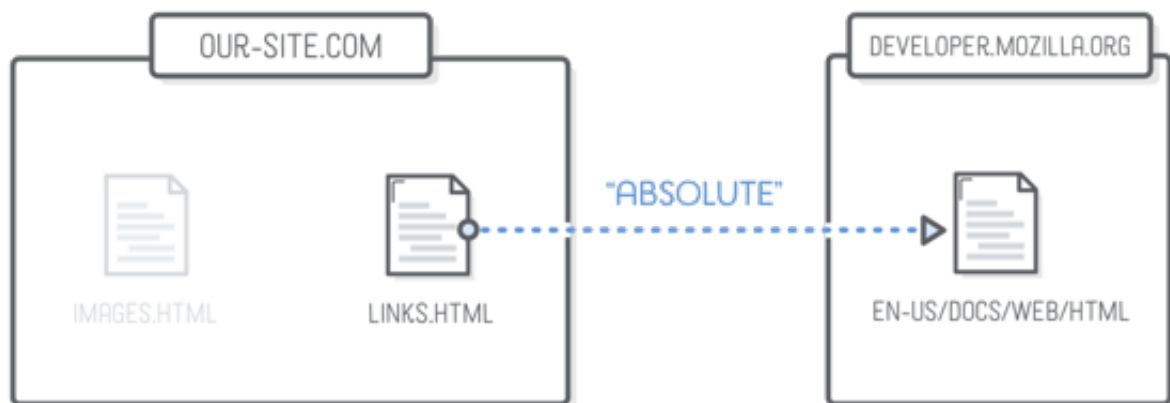 OUR-SITE.COM
DEVELOPER.MOZILLA.ORG
"ABSOLUTE"
IMAGES.HTML
LINKS.HTML
EN-US/DOCS/WEB/HTML